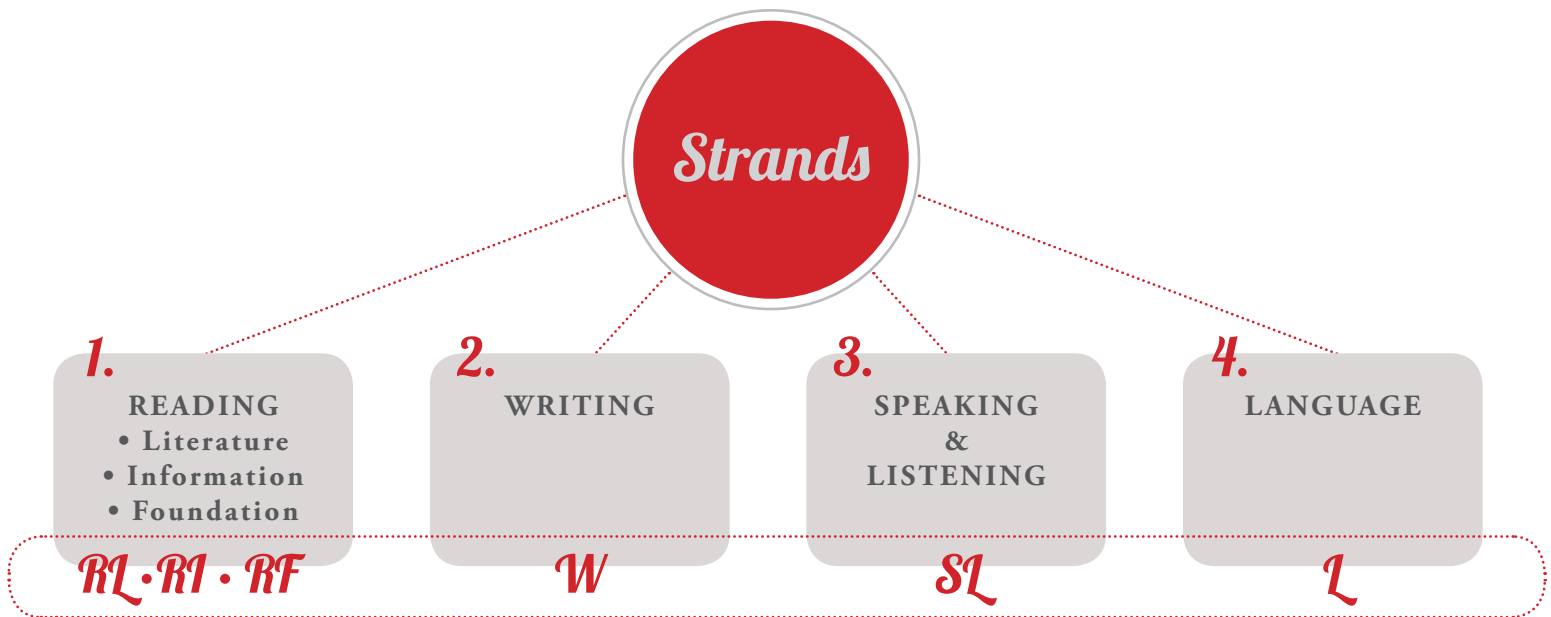 Strands
1.
READING
• Literature
• Information
• Foundation
RL • RI • RF
2.
WRITING
W
3.
SPEAKING
&
LISTENING
SL
4.
LANGUAGE
L